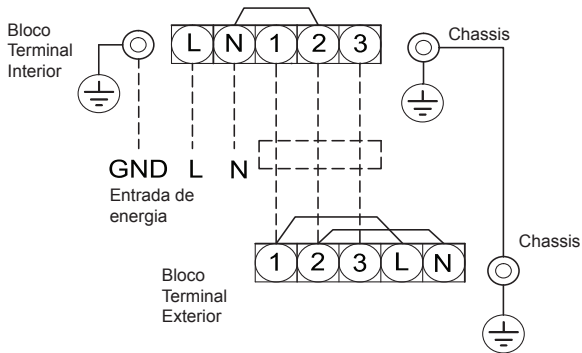 Bloco
Terminal
Interior
L N 1 2 3
Chassis
GND L N
Entrada de
energia
1 2 3 L N
Chassis
Bloco
Terminal
Exterior